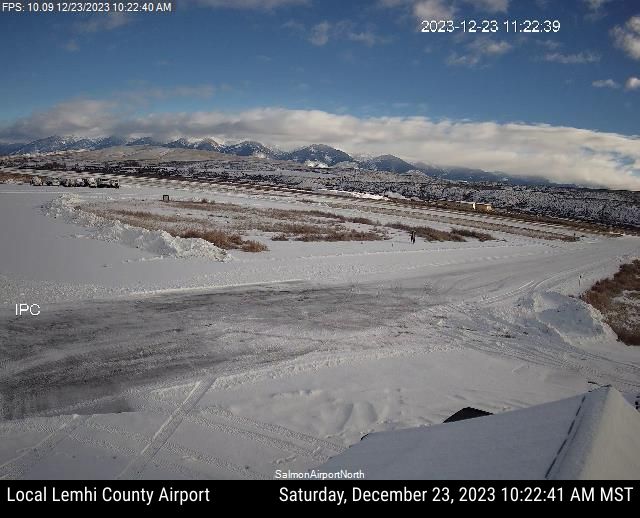 FPS: 10.09 12/23/2023 10:22:40 AM
2023-12-23 11:22:39
IPC
SalmonAirportNorth
Local Lemhi County Airport Saturday, December 23, 2023 10:22:41 AM MST